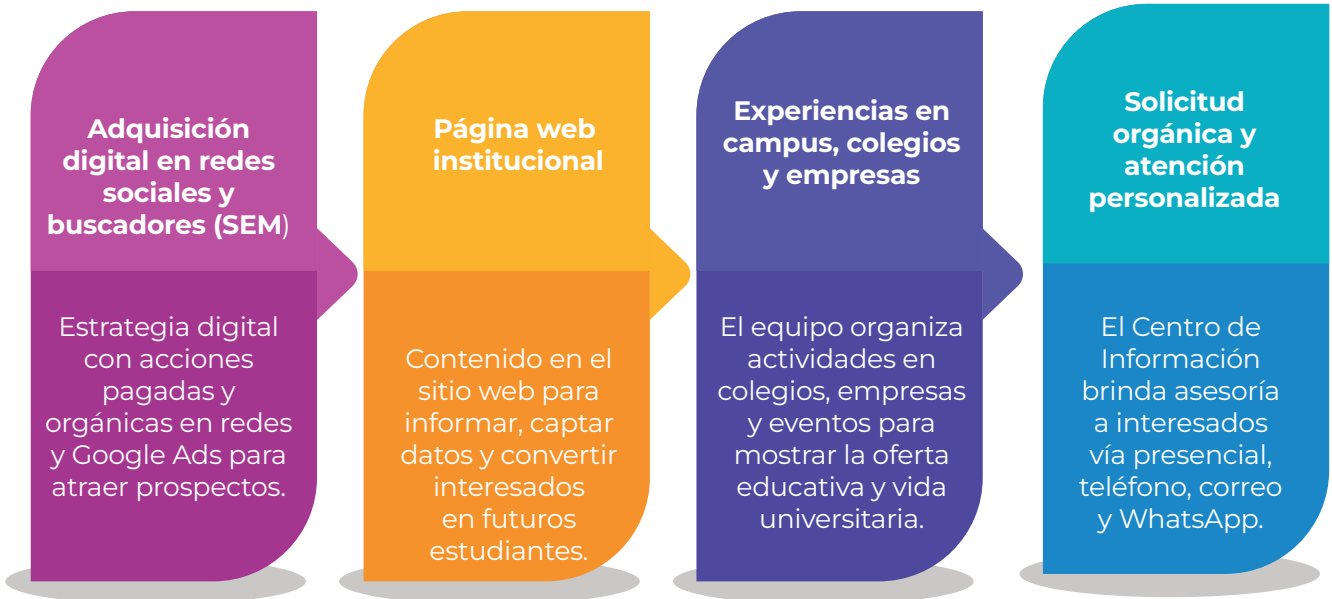 Adquisición
digital en redes
sociales y
buscadores (SEM)
Estrategia digital
con acciones
pagadas y
orgánicas en redes
y Google Ads para
atraer prospectos.
Página web
institucional
Contenido en el
sitio web para
informar, captar
datos y convertir
interesados
en futuros
estudiantes.
Experiencias en
campus, colegios
y empresas
El equipo organiza
actividades en
colegios, empresas
y eventos para
mostrar la oferta
educativa y vida
universitaria.
Solicitud
orgánica y
atención
personalizada
El Centro de
Información
brinda asesoría
a interesados
vía presencial,
teléfono, correo
y WhatsApp.